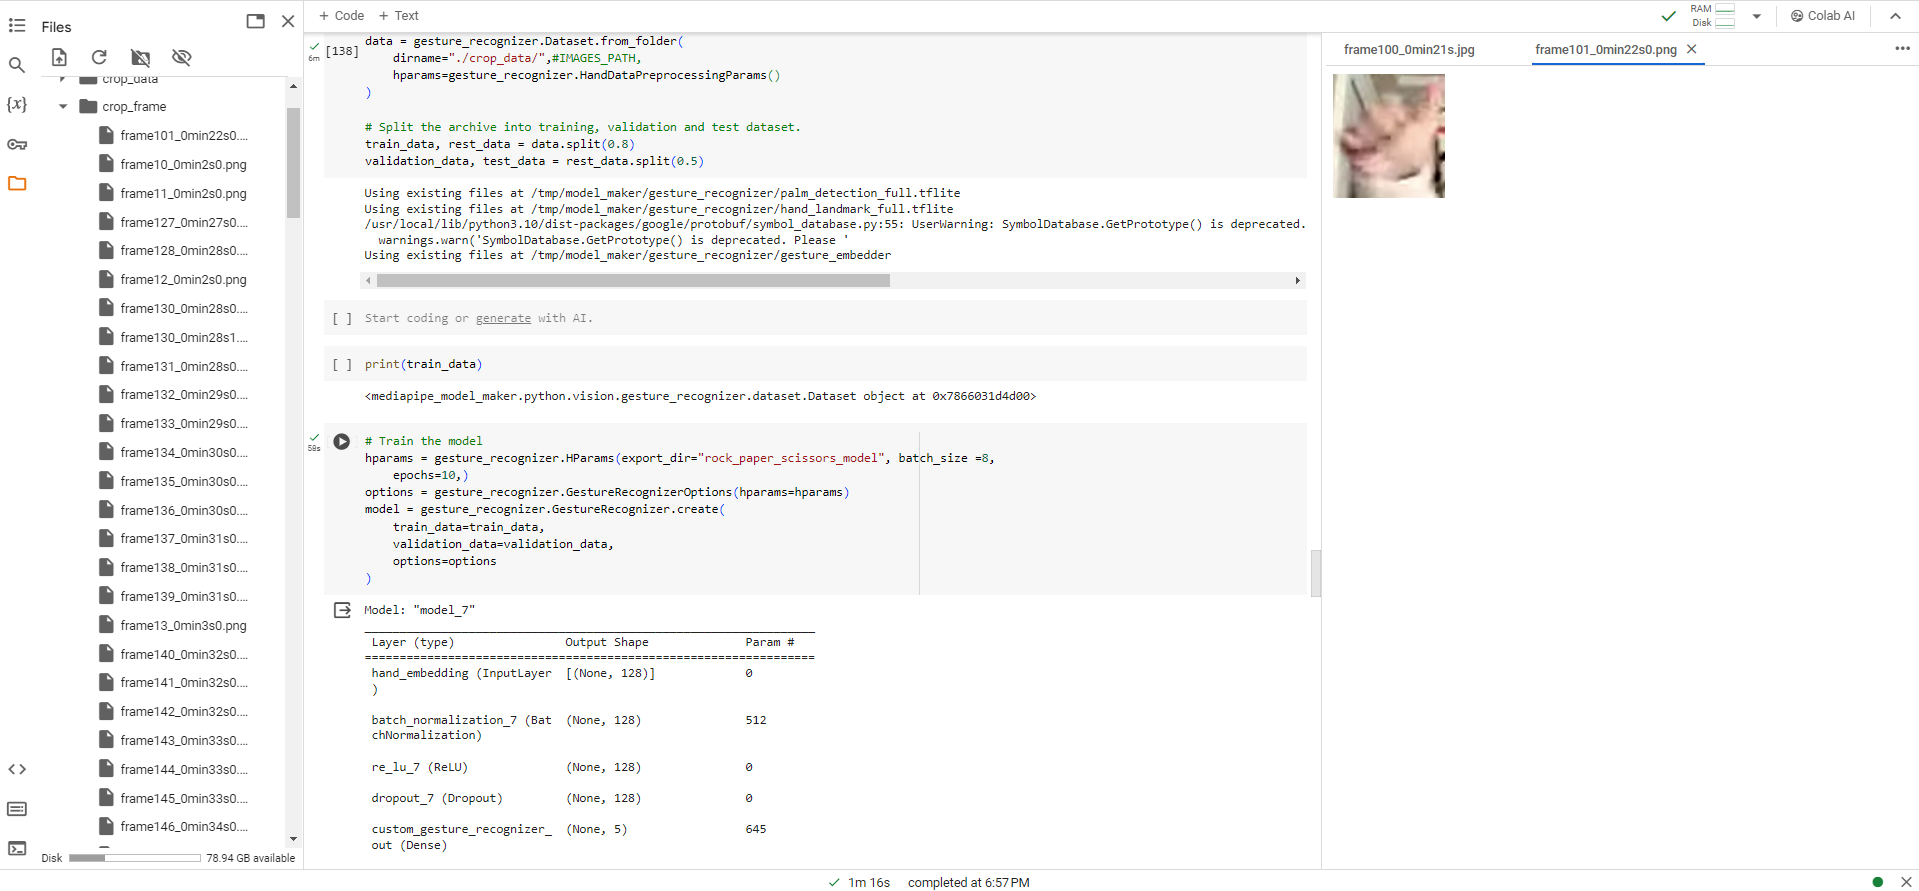 Files
+ Code + Text
RAM
Disk
Colab AI
crop_data
crop_frame
frame101_0min22s0....
frame10_0min2s0.png
frame11_0min2s0.png
frame127_0min27s0....
frame128_0min28s0....
frame12_0min2s0.png
frame130_0min28s0....
frame130_0min28s1....
frame131_0min28s0....
frame132_0min29s0....
frame133_0min29s0....
frame134_0min30s0....
frame135_0min30s0....
frame136_0min30s0....
frame137_0min31s0....
frame138_0min31s0....
frame139_0min31s0....
frame13_0min3s0.png
frame140_0min32s0....
frame141_0min32s0....
frame142_0min32s0....
frame143_0min33s0....
frame144_0min33s0....
frame145_0min33s0....
frame146_0min34s0....
Disk 78.94 GB available
[138]
6m
data = gesture_recognizer.Dataset.from_folder(
dirname="./crop_data/",#IMAGES_PATH,
hparams=gesture_recognizer.HandDataPreprocessingParams()
)
# Split the archive into training, validation and test dataset.
train_data, rest_data = data.split(0.8)
validation_data, test_data = rest_data.split(0.5)
Using existing files at /tmp/model_maker/gesture_recognizer/palm_detection_full.tflite
Using existing files at /tmp/model_maker/gesture_recognizer/hand_landmark_full.tflite
/usr/local/lib/python3.10/dist-packages/google/protobuf/symbol_database.py:55: UserWarning: SymbolDatabase.GetPrototype() is deprecated.
warnings.warn('SymbolDatabase.GetPrototype() is deprecated. Please '
Using existing files at /tmp/model_maker/gesture_recognizer/gesture_embedder
[ ] Start coding or generate with AI.
[ ] print(train_data)
<mediapipe_model_maker.python.vision.gesture_recognizer.dataset.Dataset object at 0x7866031d4d00>
58s
# Train the model
hparams = gesture_recognizer.HParams(export_dir="rock_paper_scissors_model", batch_size =8,
epochs=10,)
options = gesture_recognizer.GestureRecognizerOptions(hparams=hparams)
model = gesture_recognizer.GestureRecognizer.create(
train_data=train_data,
validation_data=validation_data,
options=options
)
Model: "model_7"
Layer (type) Output Shape Param #
hand_embedding (InputLayer [(None, 128)] 0
)
batch_normalization_7 (Bat (None, 128) 512
chNormalization)
re_lu_7 (ReLU) (None, 128) 0
dropout_7 (Dropout) (None, 128) 0
custom_gesture_recognizer_ (None, 5) 645
out (Dense)
frame100_0min21s.jpg
frame101_0min22s0.png
1m 16s completed at 6:57 PM